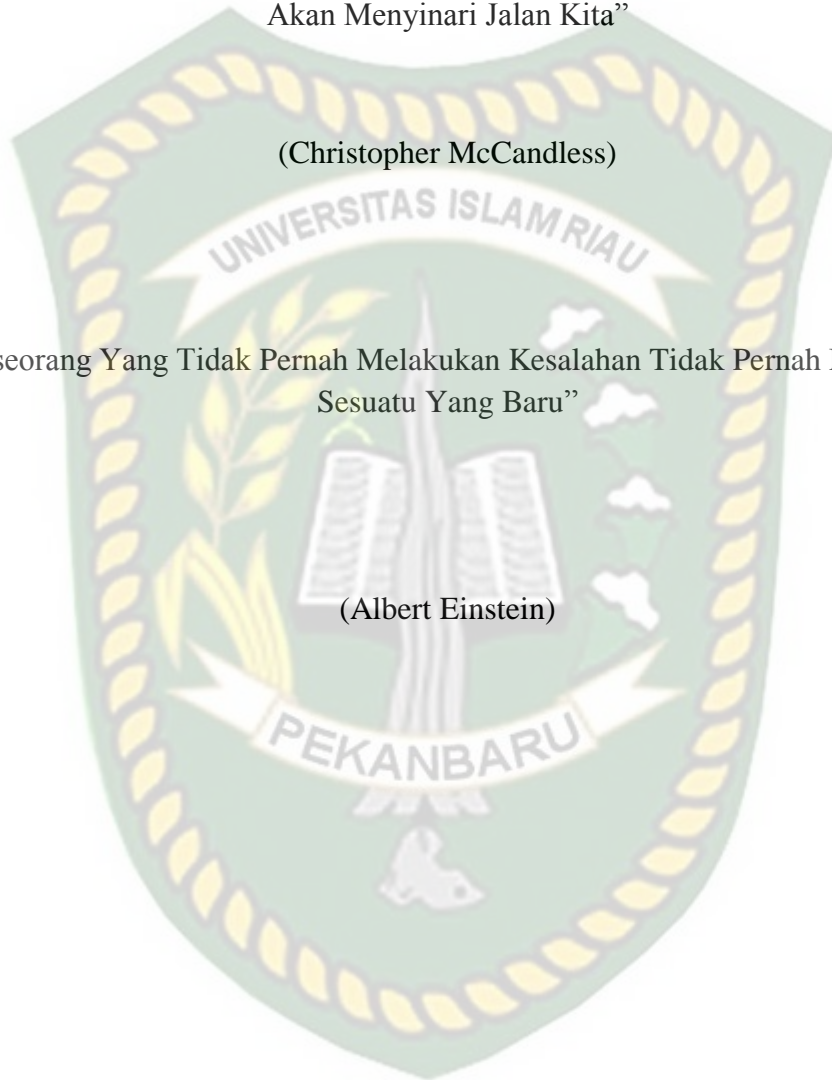 Akan Menyinari Jalan Kita”
(Christopher McCandless)
UNIVERSITAS ISLAM RIAU
seorang Yang Tidak Pernah Melakukan Kesalahan Tidak Pernah
Sesuatu Yang Baru”
(Albert Einstein)
PEKANBARU